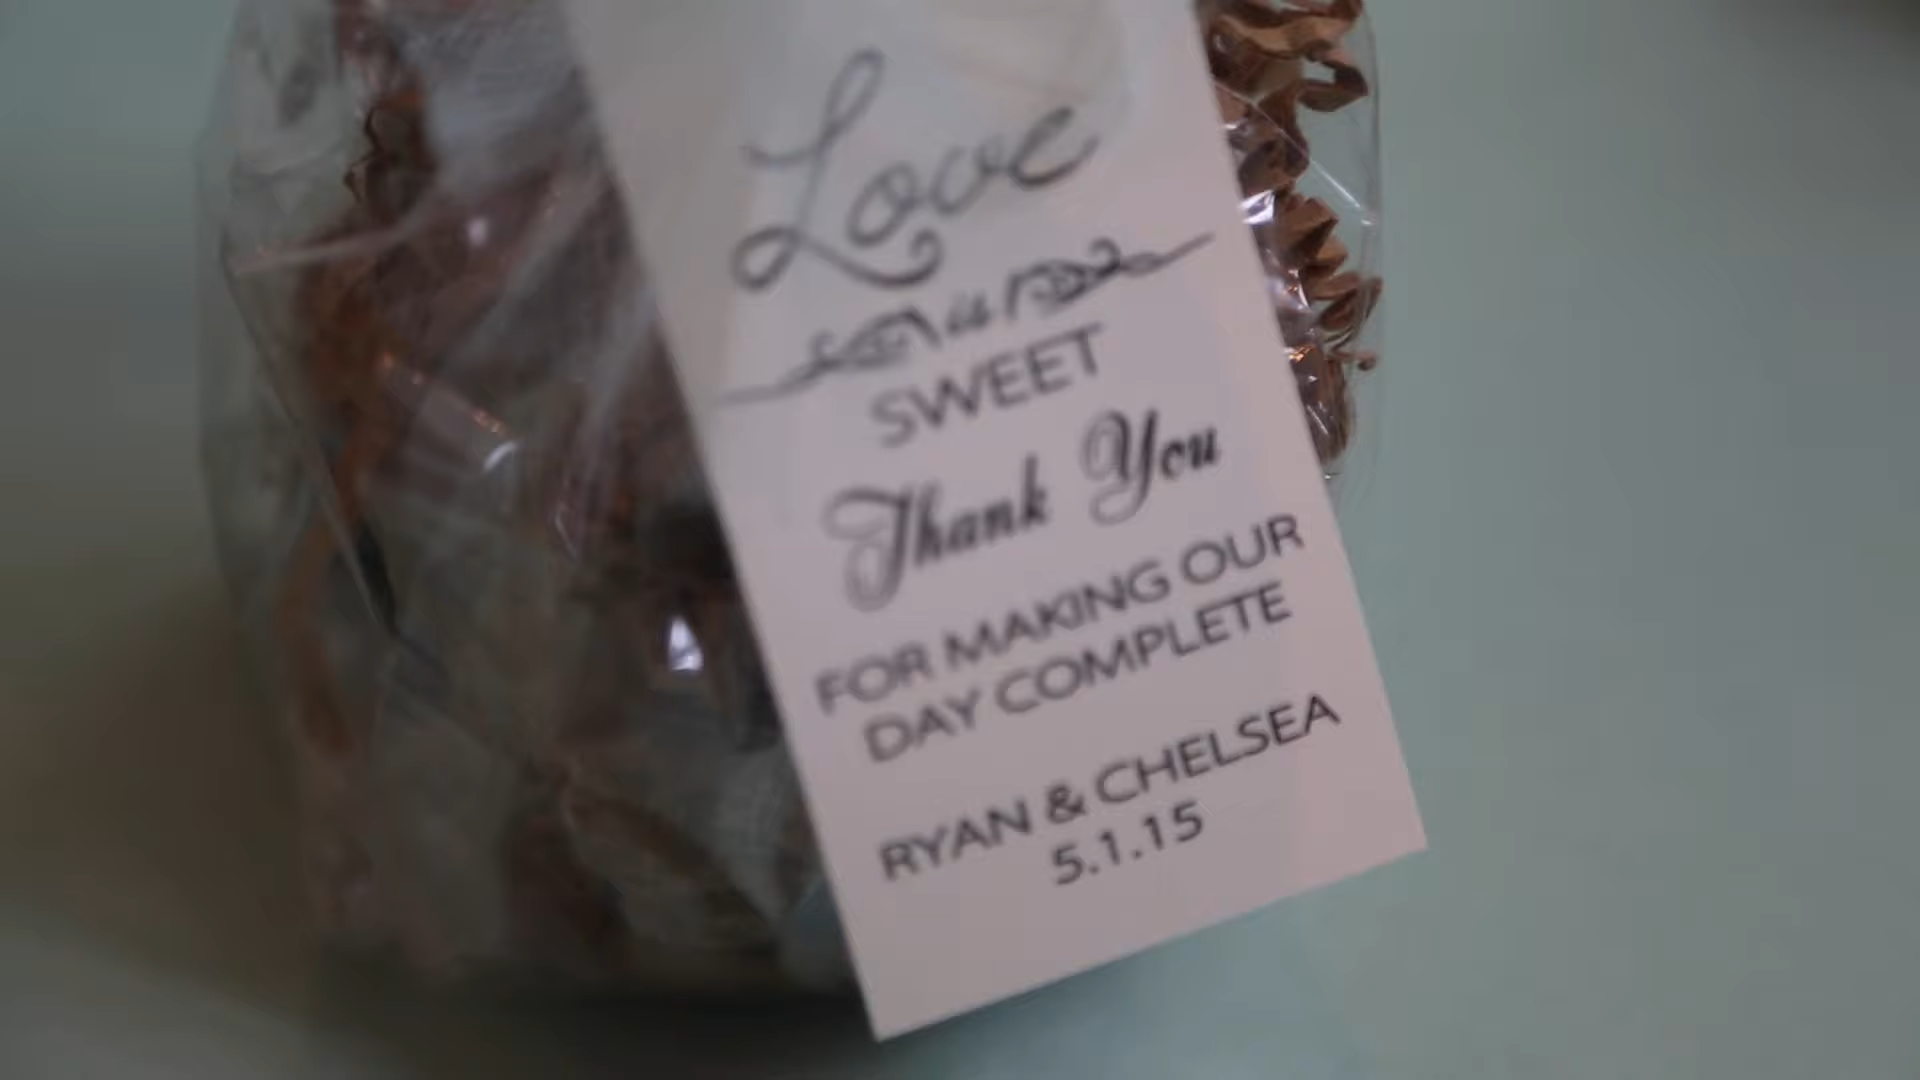 Love
is
SWEET
Thank You
FOR MAKING OUR
DAY COMPLETE
RYAN & CHELSEA
5.1.15